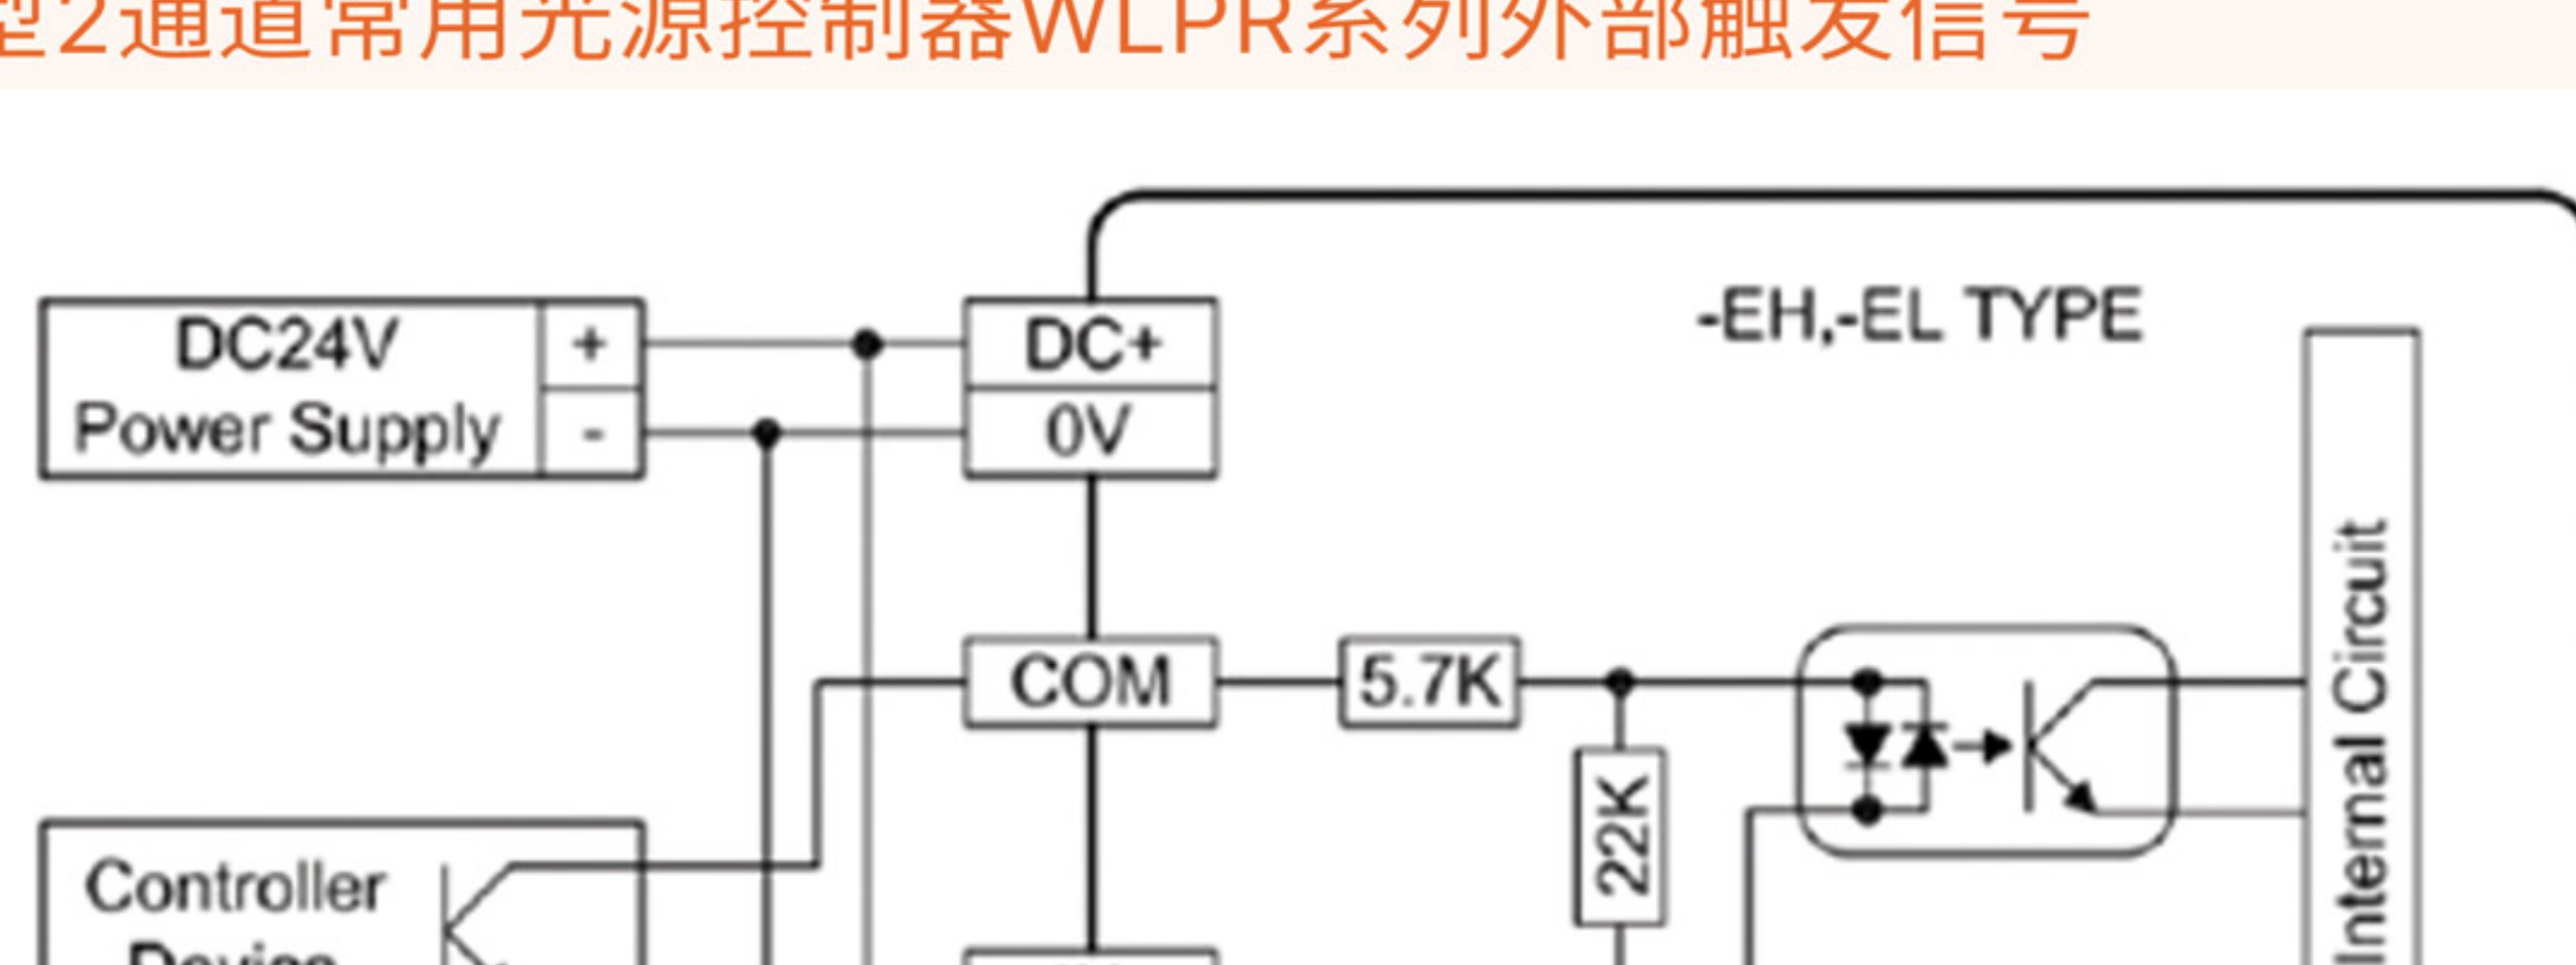 型2通道常用光源控制器WLPR系列外部触发信号
-EH,-EL TYPE
DC24V
Power Supply
+
-
DC+
0V
COM
5.7K
22K
Internal Circuit
Controller
Device